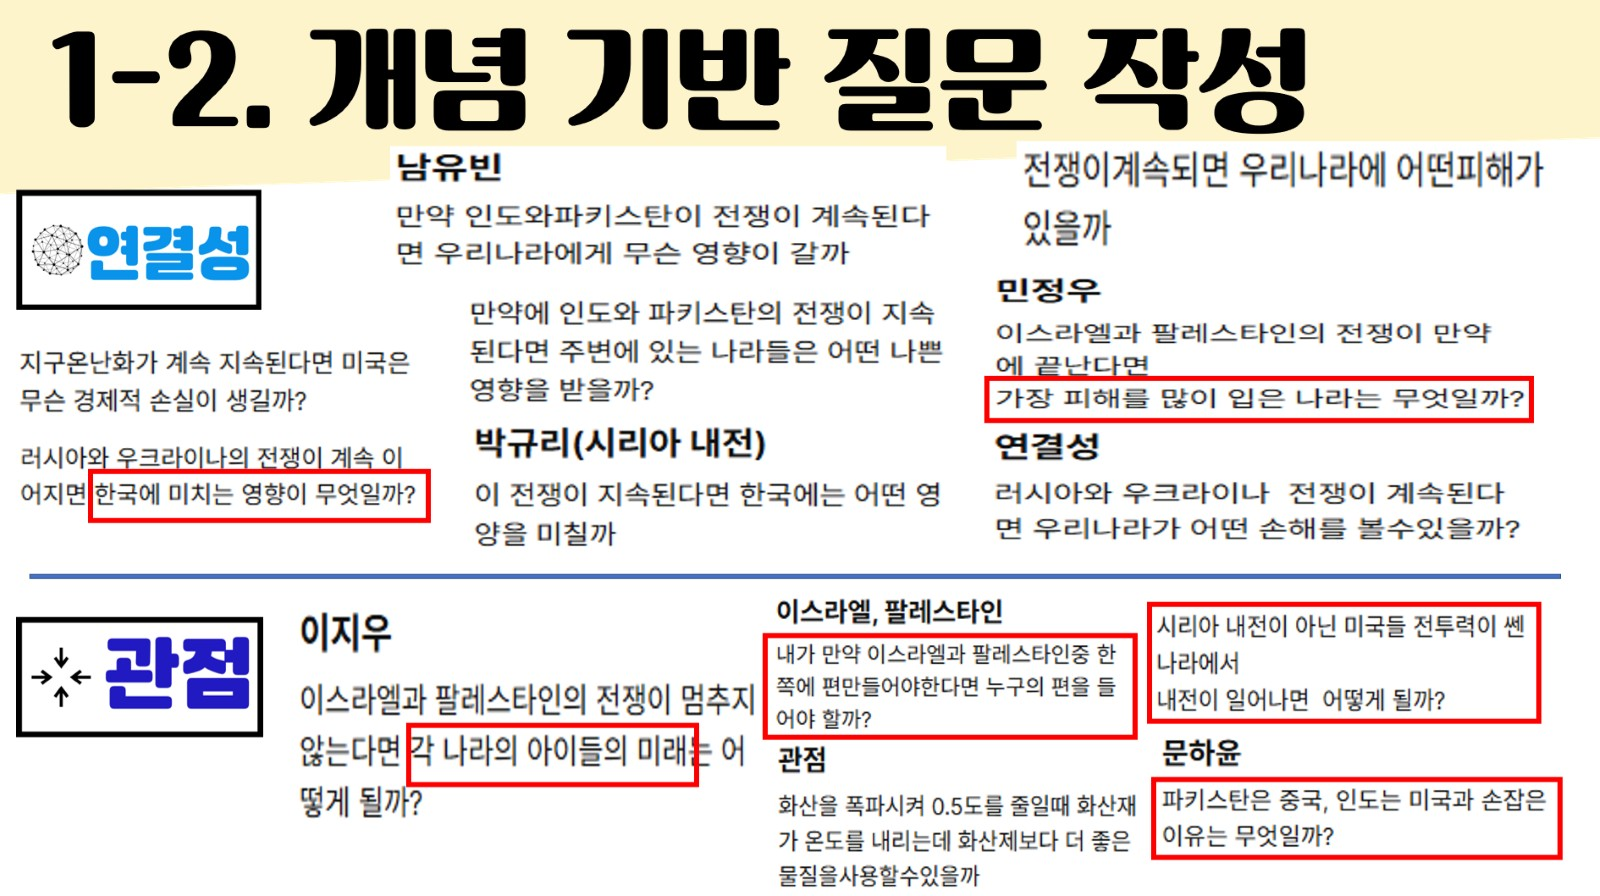 1-2. 개념 기반 질문 작성
연결성
지구온난화가 계속 지속된다면 미국은
무슨 경제적 손실이 생길까?
러시아와 우크라이나의 전쟁이 계속 이
어지면 한국에 미치는 영향이 무엇일까?
남유빈
만약 인도와파키스탄이 전쟁이 계속된다
면 우리나라에게 무슨 영향이 갈까
만약에 인도와 파키스탄의 전쟁이 지속
된다면 주변에 있는 나라들은 어떤 나쁜
영향을 받을까?
박규리(시리아 내전)
이 전쟁이 지속된다면 한국에는 어떤 영
양을 미칠까
전쟁이계속되면 우리나라에 어떤피해가
있을까
민정우
이스라엘과 팔레스타인의 전쟁이 만약
에 끝난다면
가장 피해를 많이 입은 나라는 무엇일까?
연결성
러시아와 우크라이나 전쟁이 계속된다
면 우리나라가 어떤 손해를 볼수있을까?
관점
이지우
이스라엘과 팔레스타인의 전쟁이 멈추지
않는다면 각 나라의 아이들의 미래는 어
떻게 될까?
이스라엘, 팔레스타인
내가 만약 이스라엘과 팔레스타인중 한
쪽에 편만들어야한다면 누구의 편을 들
어야 할까?
관점
화산을 폭파시켜 0.5도를 줄일때 화산재
가 온도를 내리는데 화산제보다 더 좋은
물질을사용할수있을까
시리아 내전이 아닌 미국들 전투력이 쎈
나라에서
내전이 일어나면 어떻게 될까?
문하윤
파키스탄은 중국, 인도는 미국과 손잡은
이유는 무엇일까?